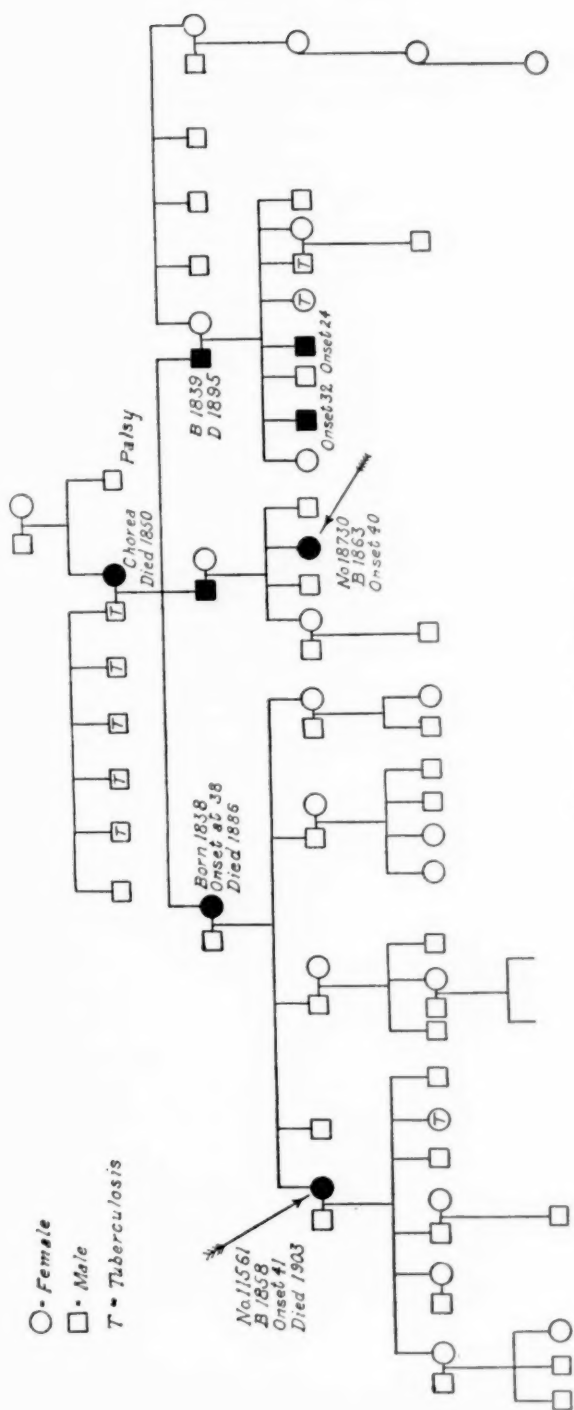 O - Female
□ - Male
T = Tuberculosis
Palsy
Chorea
Died 1850
T
T
T
T
T
Born 1838
Onset at 38
Died 1886
B 1839
D 1895
No.11561
B 1858
Onset 41
Died 1903
No 18730
B 1863
Onset 40
Onset 32
Onset 24
T
T
T